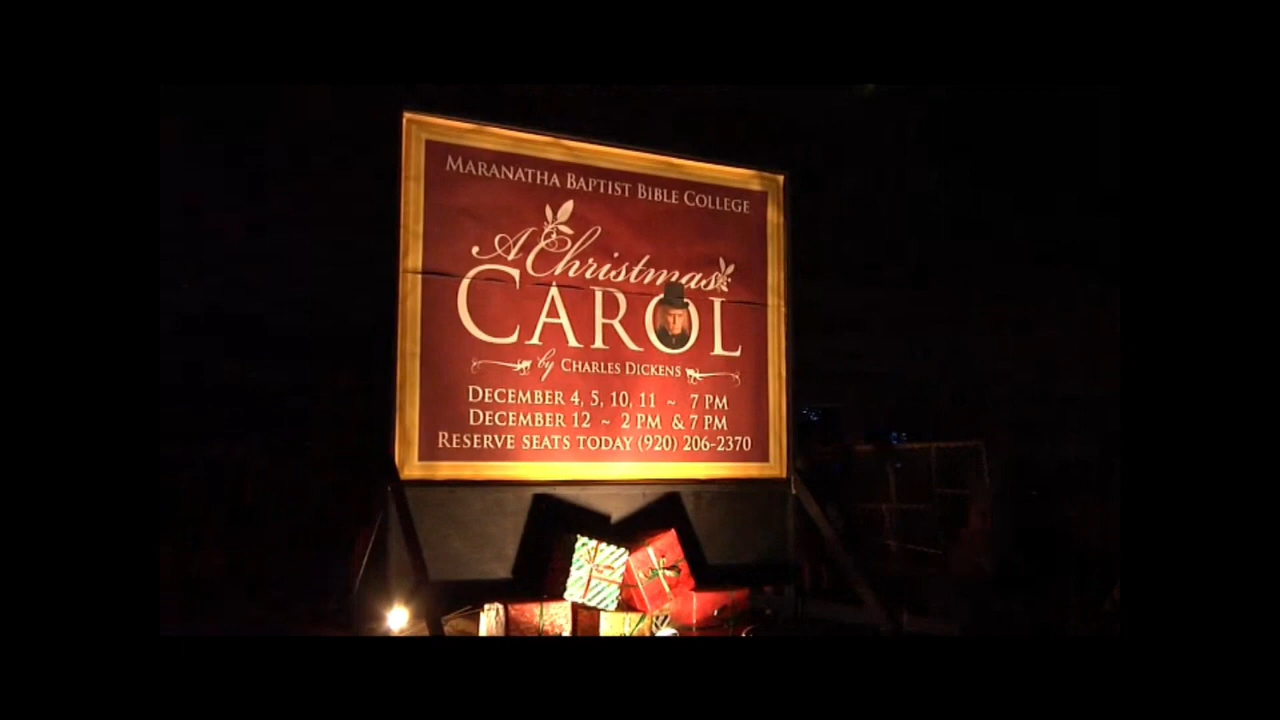 Maranatha Baptist Bible College
A Christmas
Carol
by Charles Dickens
December 4, 5, 10, 11 ~ 7 PM
December 12 ~ 2 PM & 7 PM
Reserve seats today (920) 206-2370